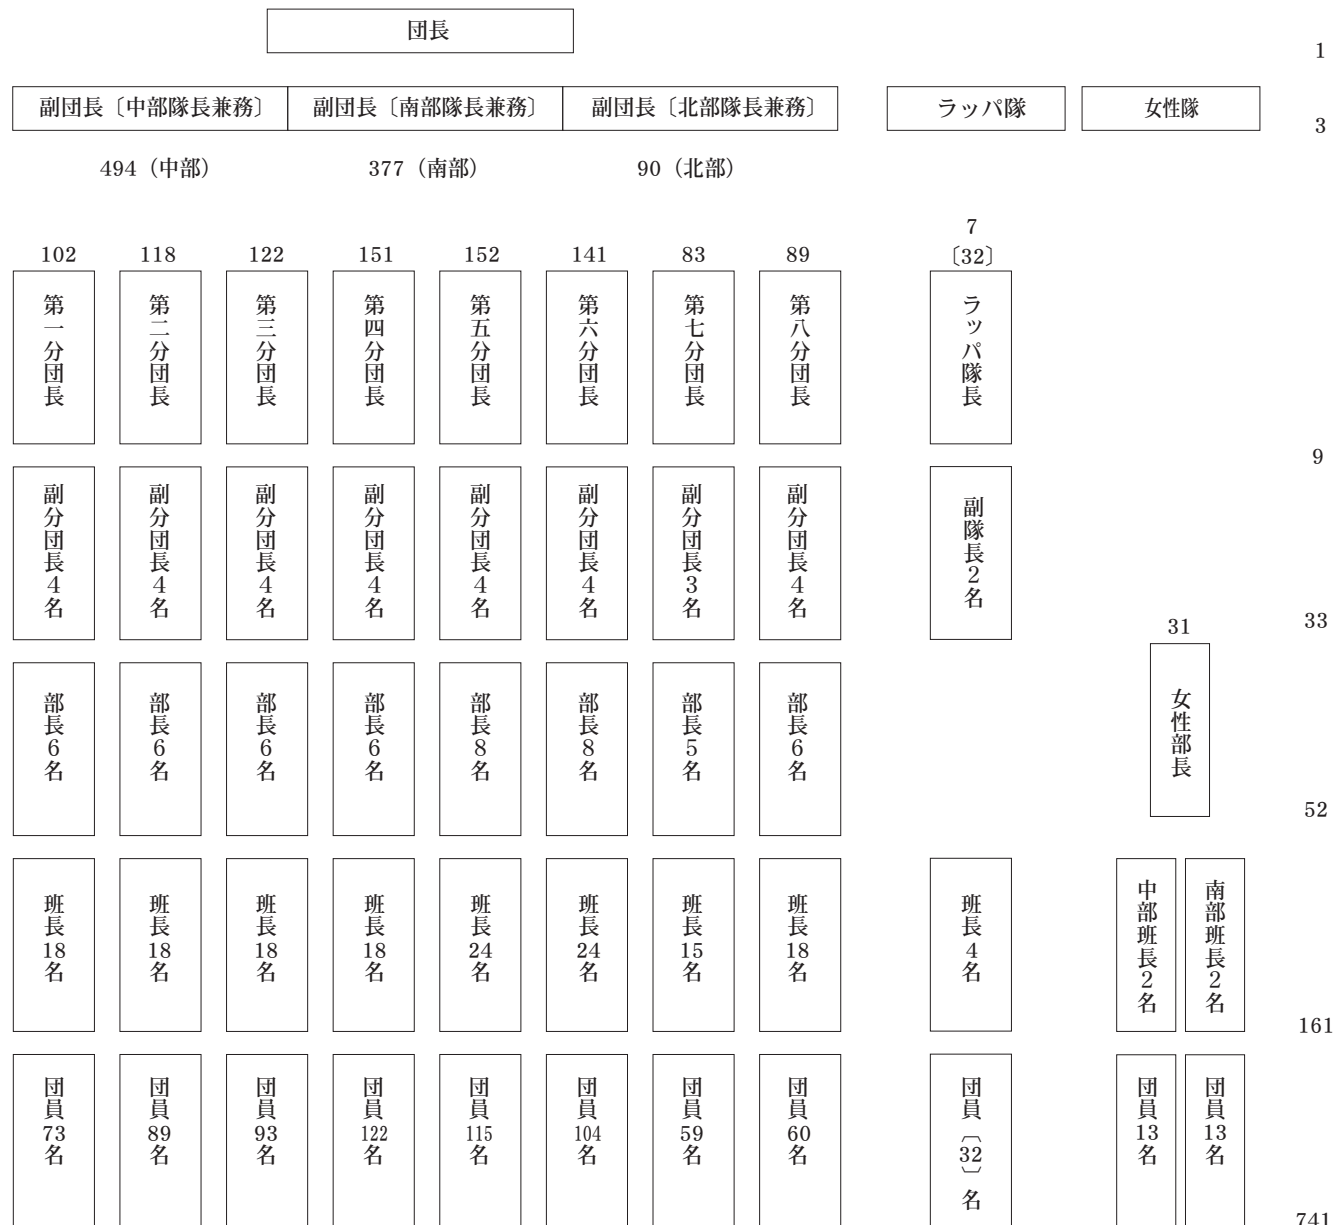 団長
1
副団長〔中部隊長兼務〕 副団長〔南部隊長兼務〕 副団長〔北部隊長兼務〕 ラッパ隊 女性隊
3
494（中部） 377（南部） 90（北部）
7
102 118 122 151 152 141 83 89 〔32〕
第一分団長 第二分団長 第三分団長 第四分団長 第五分団長 第六分団長 第七分団長 第八分団長 ラッパ隊長
9
副分団長4名 副分団長4名 副分団長4名 副分団長4名 副分団長4名 副分団長4名 副分団長3名 副分団長4名 副隊長2名
33
31
部長6名 部長6名 部長6名 部長6名 部長8名 部長8名 部長5名 部長6名 女性部長
52
班長18名 班長18名 班長18名 班長18名 班長24名 班長24名 班長15名 班長18名 班長4名 中部班長2名 南部班長2名
161
団員73名 団員89名 団員93名 団員122名 団員115名 団員104名 団員59名 団員60名 団員〔32〕名 団員13名 団員13名
741